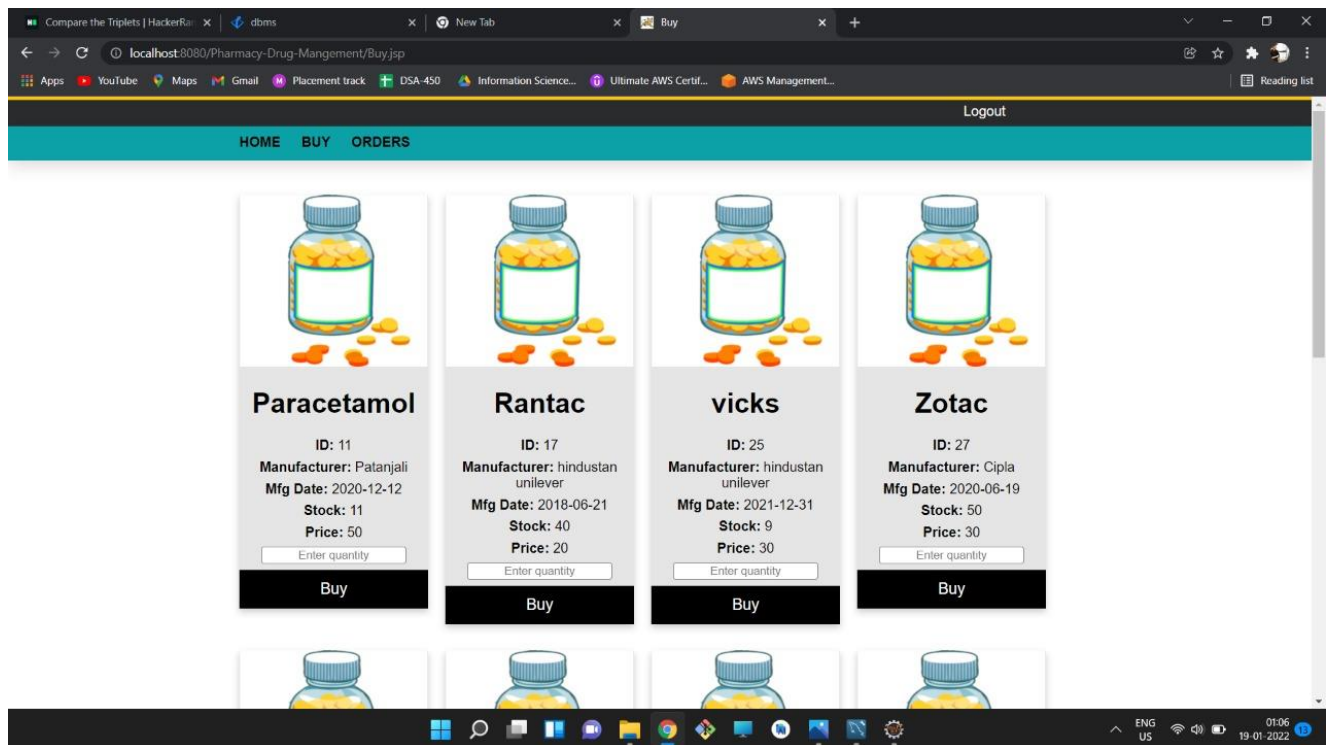 Compare the Triplets | HackerRan
dbms
New Tab
Buy
localhost:8080/Pharmacy-Drug-Mangement/Buy.jsp
Apps
YouTube
Maps
Gmail
Placement track
DSA-450
Information Science...
Ultimate AWS Certif...
AWS Management...
Reading list
Logout
HOME BUY ORDERS
Paracetamol
ID: 11
Manufacturer: Patanjali
Mfg Date: 2020-12-12
Stock: 11
Price: 50
Enter quantity
Buy
Rantac
ID: 17
Manufacturer: hindustan
unilever
Mfg Date: 2018-06-21
Stock: 40
Price: 20
Enter quantity
Buy
vicks
ID: 25
Manufacturer: hindustan
unilever
Mfg Date: 2021-12-31
Stock: 9
Price: 30
Enter quantity
Buy
Zotac
ID: 27
Manufacturer: Cipla
Mfg Date: 2020-06-19
Stock: 50
Price: 30
Enter quantity
Buy
ENG
US
01:06
19-01-2022
13